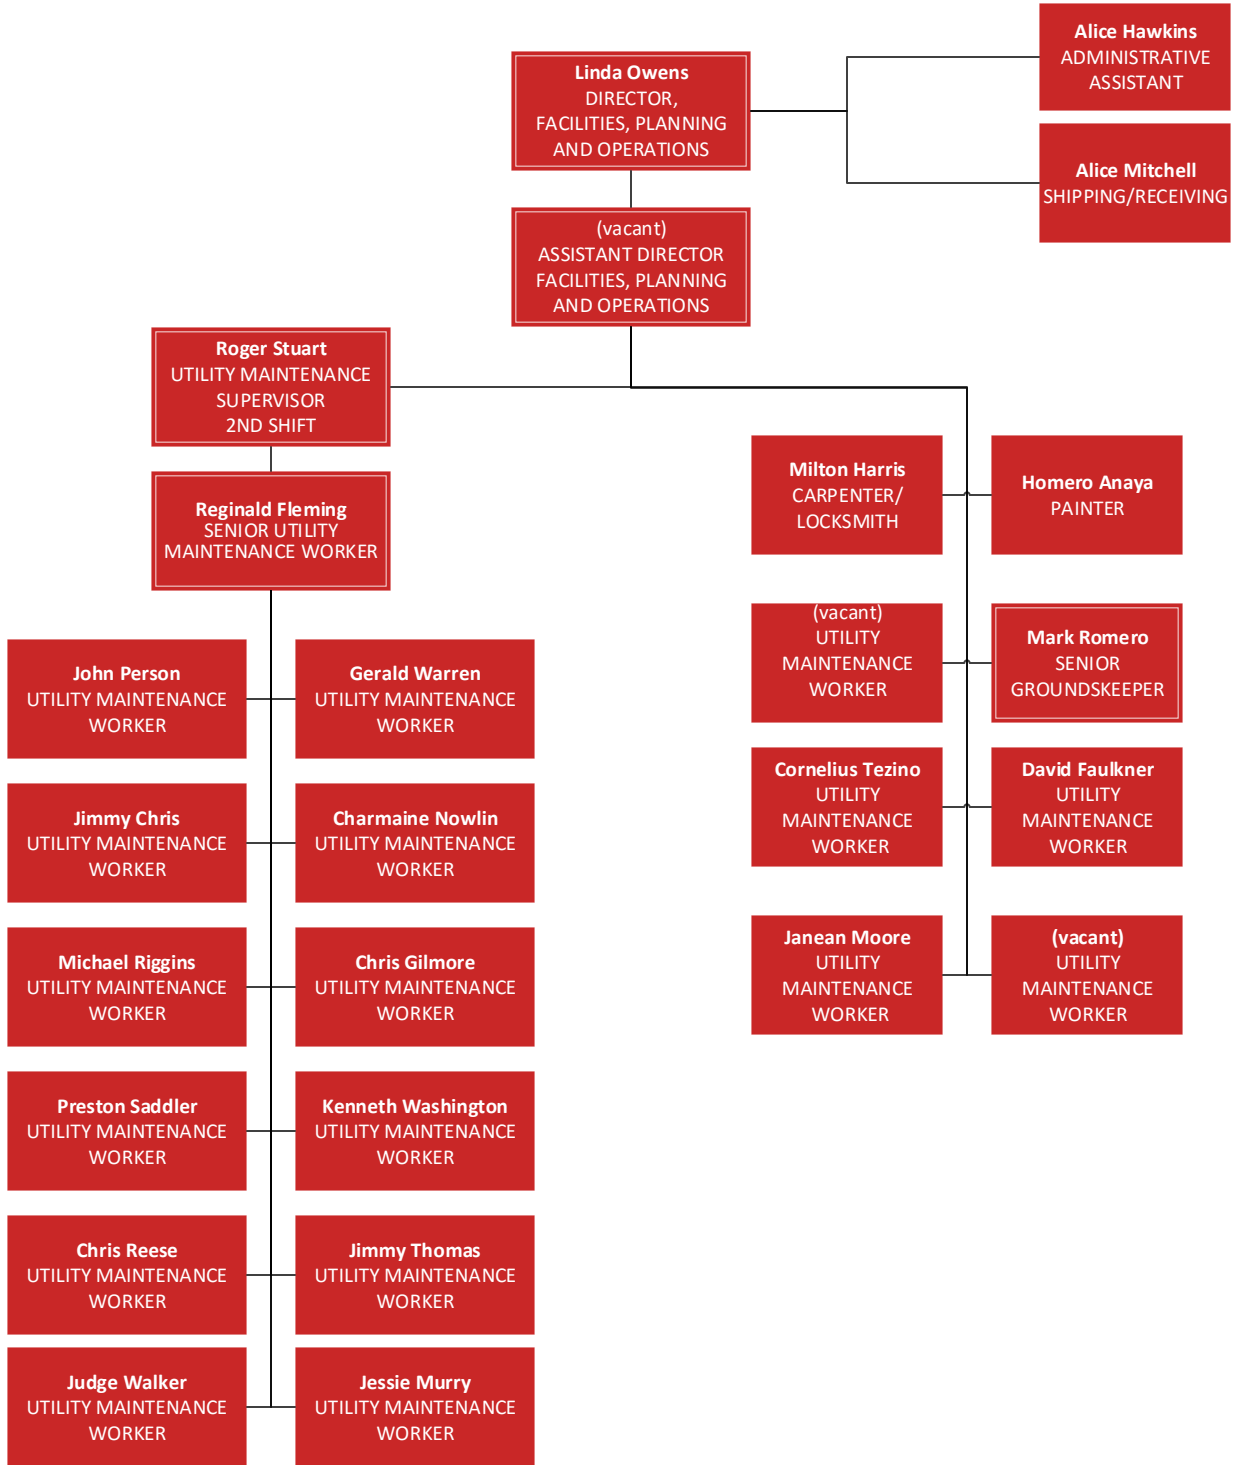 Alice Hawkins
ADMINISTRATIVE
ASSISTANT
Linda Owens
DIRECTOR,
FACILITIES, PLANNING
AND OPERATIONS
Alice Mitchell
SHIPPING/RECEIVING
(vacant)
ASSISTANT DIRECTOR
FACILITIES, PLANNING
AND OPERATIONS
Roger Stuart
UTILITY MAINTENANCE
SUPERVISOR
2ND SHIFT
Reginald Fleming
SENIOR UTILITY
MAINTENANCE WORKER
John Person
UTILITY MAINTENANCE
WORKER
Gerald Warren
UTILITY MAINTENANCE
WORKER
Jimmy Chris
UTILITY MAINTENANCE
WORKER
Charmaine Nowlin
UTILITY MAINTENANCE
WORKER
Michael Riggins
UTILITY MAINTENANCE
WORKER
Chris Gilmore
UTILITY MAINTENANCE
WORKER
Preston Saddler
UTILITY MAINTENANCE
WORKER
Kenneth Washington
UTILITY MAINTENANCE
WORKER
Chris Reese
UTILITY MAINTENANCE
WORKER
Jimmy Thomas
UTILITY MAINTENANCE
WORKER
Judge Walker
UTILITY MAINTENANCE
WORKER
Jessie Murry
UTILITY MAINTENANCE
WORKER
Milton Harris
CARPENTER/
LOCKSMITH
Homero Anaya
PAINTER
(vacant)
UTILITY
MAINTENANCE
WORKER
Mark Romero
SENIOR
GROUNDSKEEPER
Cornelius Tezino
UTILITY
MAINTENANCE
WORKER
David Faulkner
UTILITY
MAINTENANCE
WORKER
Janean Moore
UTILITY
MAINTENANCE
WORKER
(vacant)
UTILITY
MAINTENANCE
WORKER